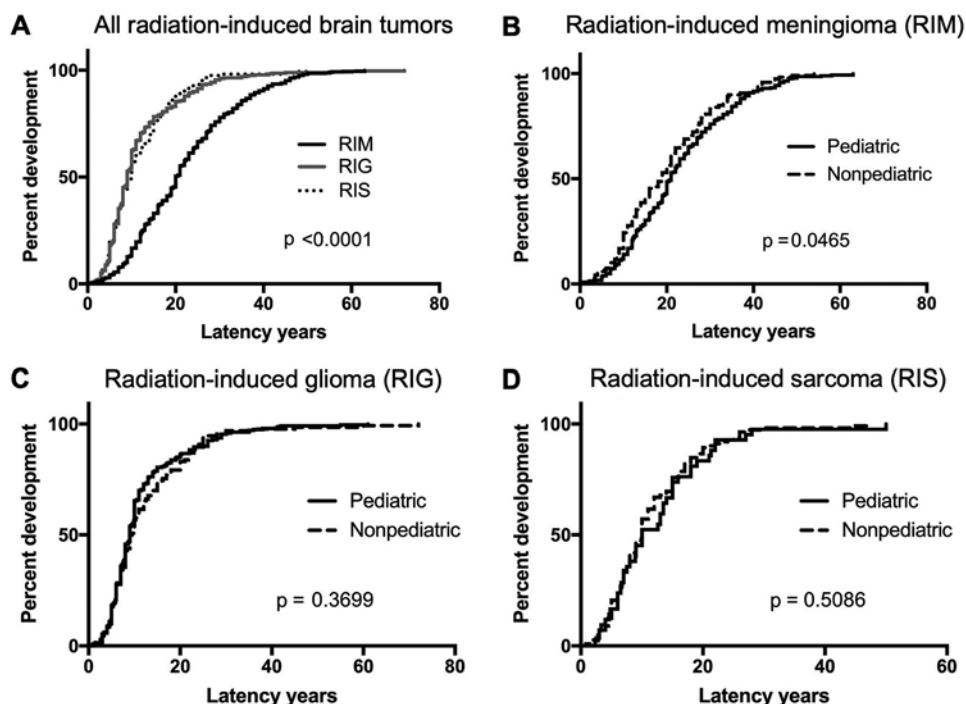 A All radiation-induced brain tumors
Percent development
100
50
0
RIM
RIG
RIS
p <0.0001
0 20 40 60 80
Latency years
B Radiation-induced meningioma (RIM)
Percent development
100
50
0
Pediatric
Nonpediatric
p =0.0465
0 20 40 60 80
Latency years
C Radiation-induced glioma (RIG)
Percent development
100
50
0
Pediatric
Nonpediatric
p = 0.3699
0 20 40 60 80
Latency years
D Radiation-induced sarcoma (RIS)
Percent development
100
50
0
Pediatric
Nonpediatric
p = 0.5086
0 20 40 60
Latency years